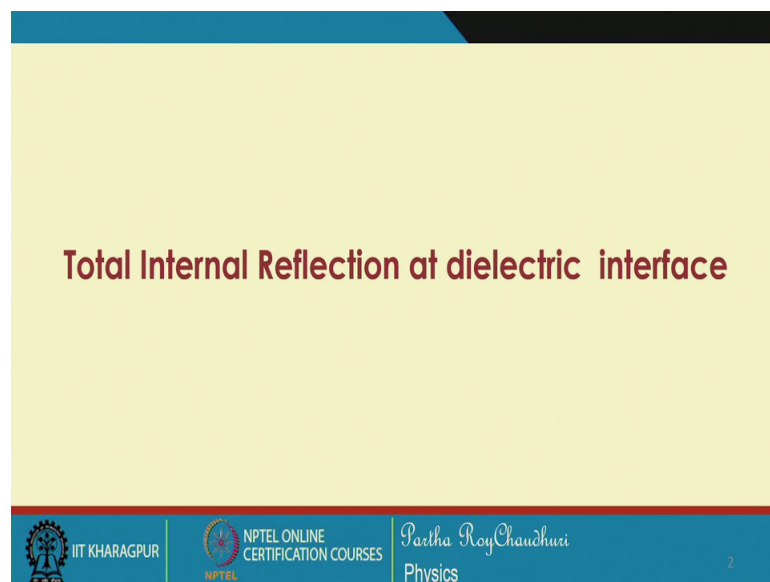 Total Internal Reflection at dielectric interface
IIT KHARAGPUR
NPTEL
NPTEL ONLINE
CERTIFICATION COURSES
Partha RoyChaudhuri
Physics
2